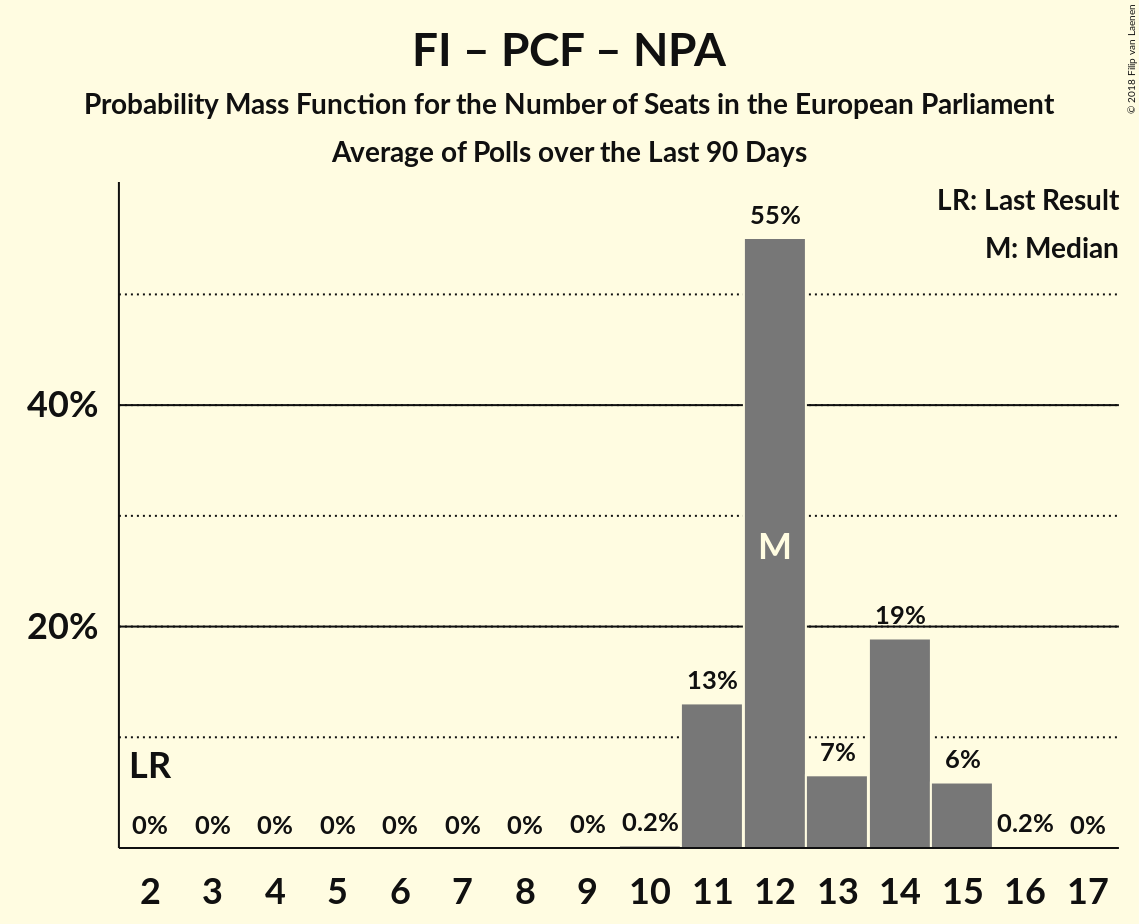 FI – PCF – NPA
Probability Mass Function for the Number of Seats in the European Parliament
Average of Polls over the Last 90 Days
© 2018 Filip van Laenen
LR: Last Result
M: Median
55%
40%
M
20%
19%
13%
7%
6%
LR
0% 0% 0% 0% 0% 0% 0% 0% 0.2% 0.2% 0%
2 3 4 5 6 7 8 9 10 11 12 13 14 15 16 17